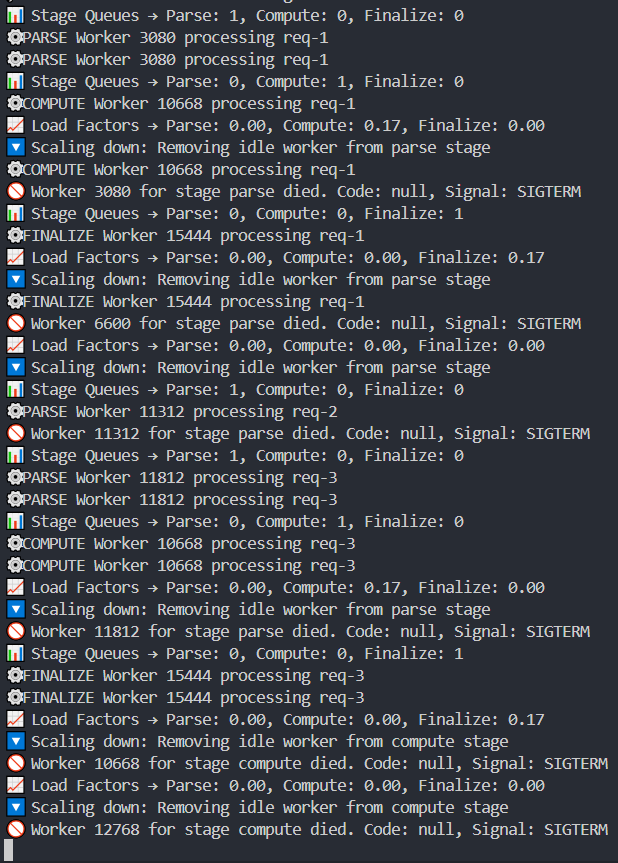 📊 Stage Queues → Parse: 1, Compute: 0, Finalize: 0
⚙PARSE Worker 3080 processing req-1
⚙PARSE Worker 3080 processing req-1
📊 Stage Queues → Parse: 0, Compute: 1, Finalize: 0
⚙COMPUTE Worker 10668 processing req-1
📈 Load Factors → Parse: 0.00, Compute: 0.17, Finalize: 0.00
🔽 Scaling down: Removing idle worker from parse stage
⚙COMPUTE Worker 10668 processing req-1
🚫 Worker 3080 for stage parse died. Code: null, Signal: SIGTERM
📊 Stage Queues → Parse: 0, Compute: 0, Finalize: 1
⚙FINALIZE Worker 15444 processing req-1
📈 Load Factors → Parse: 0.00, Compute: 0.00, Finalize: 0.17
🔽 Scaling down: Removing idle worker from parse stage
⚙FINALIZE Worker 15444 processing req-1
🚫 Worker 6600 for stage parse died. Code: null, Signal: SIGTERM
📈 Load Factors → Parse: 0.00, Compute: 0.00, Finalize: 0.00
🔽 Scaling down: Removing idle worker from parse stage
📊 Stage Queues → Parse: 1, Compute: 0, Finalize: 0
⚙PARSE Worker 11312 processing req-2
🚫 Worker 11312 for stage parse died. Code: null, Signal: SIGTERM
📊 Stage Queues → Parse: 1, Compute: 0, Finalize: 0
⚙PARSE Worker 11812 processing req-3
⚙PARSE Worker 11812 processing req-3
📊 Stage Queues → Parse: 0, Compute: 1, Finalize: 0
⚙COMPUTE Worker 10668 processing req-3
⚙COMPUTE Worker 10668 processing req-3
📈 Load Factors → Parse: 0.00, Compute: 0.17, Finalize: 0.00
🔽 Scaling down: Removing idle worker from parse stage
🚫 Worker 11812 for stage parse died. Code: null, Signal: SIGTERM
📊 Stage Queues → Parse: 0, Compute: 0, Finalize: 1
⚙FINALIZE Worker 15444 processing req-3
⚙FINALIZE Worker 15444 processing req-3
📈 Load Factors → Parse: 0.00, Compute: 0.00, Finalize: 0.17
🔽 Scaling down: Removing idle worker from compute stage
🚫 Worker 10668 for stage compute died. Code: null, Signal: SIGTERM
📈 Load Factors → Parse: 0.00, Compute: 0.00, Finalize: 0.00
🔽 Scaling down: Removing idle worker from compute stage
🚫 Worker 12768 for stage compute died. Code: null, Signal: SIGTERM